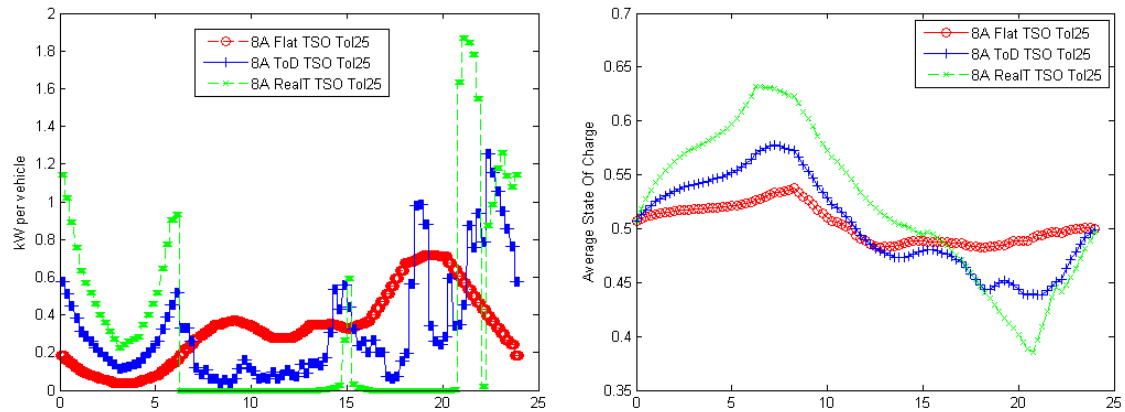 2
1.8
1.6
1.4
1.2
1
0.8
0.6
0.4
0.2
0
kW per vehicle
8A Flat TSO Tol25
8A ToD TSO Tol25
8A RealT TSO Tol25
0 5 10 15 20 25
0.7
0.65
0.6
0.55
0.5
0.45
0.4
0.35
Average State Of Charge
8A Flat TSO Tol25
8A ToD TSO Tol25
8A RealT TSO Tol25
0 5 10 15 20 25